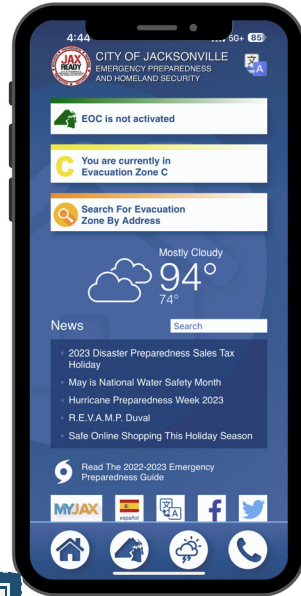 4:44
5G+ 85
JAX
READY
CITY OF JACKSONVILLE
EMERGENCY PREPAREDNESS
AND HOMELAND SECURITY
文
A
EOC is not activated
C
You are currently in
Evacuation Zone C
Search For Evacuation
Zone By Address
Mostly Cloudy
94°
74°
News
Search
2023 Disaster Preparedness Sales Tax
Holiday
May is National Water Safety Month
Hurricane Preparedness Week 2023
R.E.V.A.M.P. Duval
Safe Online Shopping This Holiday Season
Read The 2022-2023 Emergency
Preparedness Guide
MYJAX
español
文
A
f